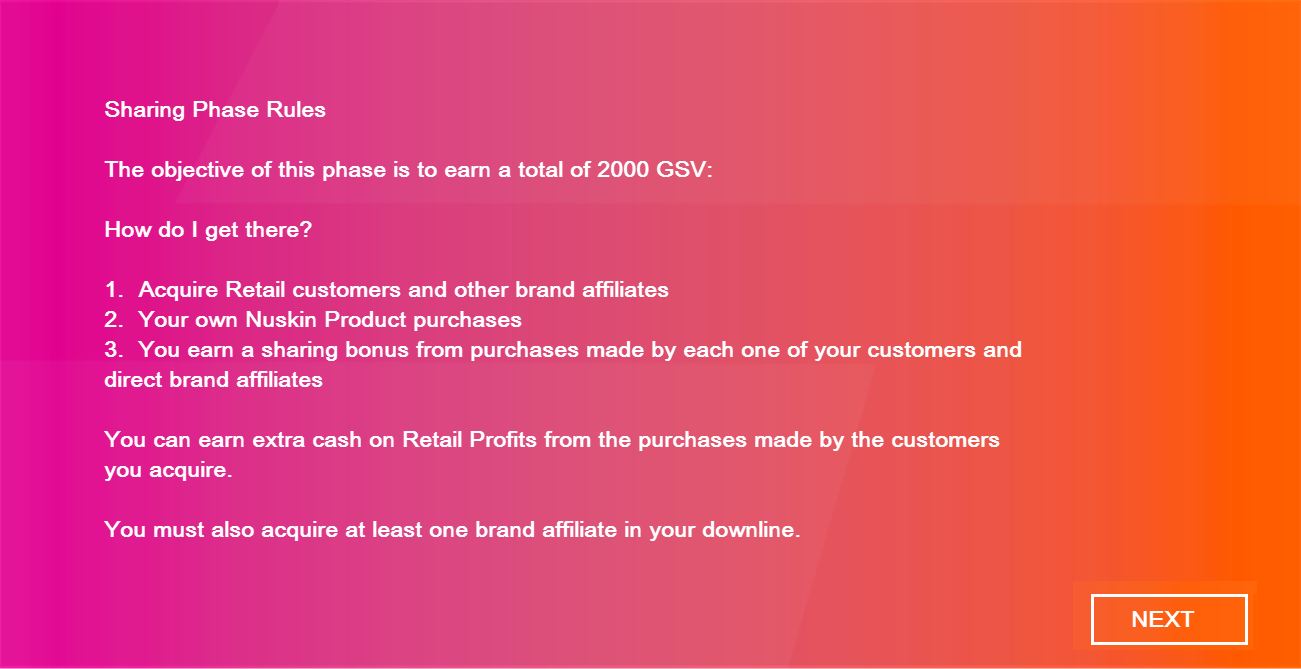 Sharing Phase Rules
The objective of this phase is to earn a total of 2000 GSV:
How do I get there?
1.  Acquire Retail customers and other brand affiliates
2.  Your own Nuskin Product purchases
3.  You earn a sharing bonus from purchases made by each one of your customers and
direct brand affiliates
You can earn extra cash on Retail Profits from the purchases made by the customers
you acquire.
You must also acquire at least one brand affiliate in your downline.
NEXT